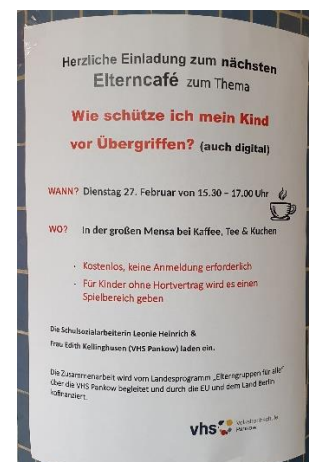 Herzliche Einladung zum nächsten
Elterncafé zum Thema
Wie schütze ich mein Kind
vor Übergriffen? (auch digital)
WANN? Dienstag 27. Februar von 15.30 – 17.00 Uhr
WO? In der großen Mensa bei Kaffee, Tee & Kuchen
- Kostenlos, keine Anmeldung erforderlich
- Für Kinder ohne Hortvertrag wird es einen
Spielbereich geben
Die Schulsozialarbeiterin Leonie Heinrich &
Frau Edith Kellinghusen (VHS Pankow) laden ein.
Die Zusammenarbeit wird vom Landesprogramm „Elterngruppen für alle"
über die VHS Pankow begleitet und durch die EU und dem Land Berlin
kofinanziert.
vhs Volkshochschule
Pankow